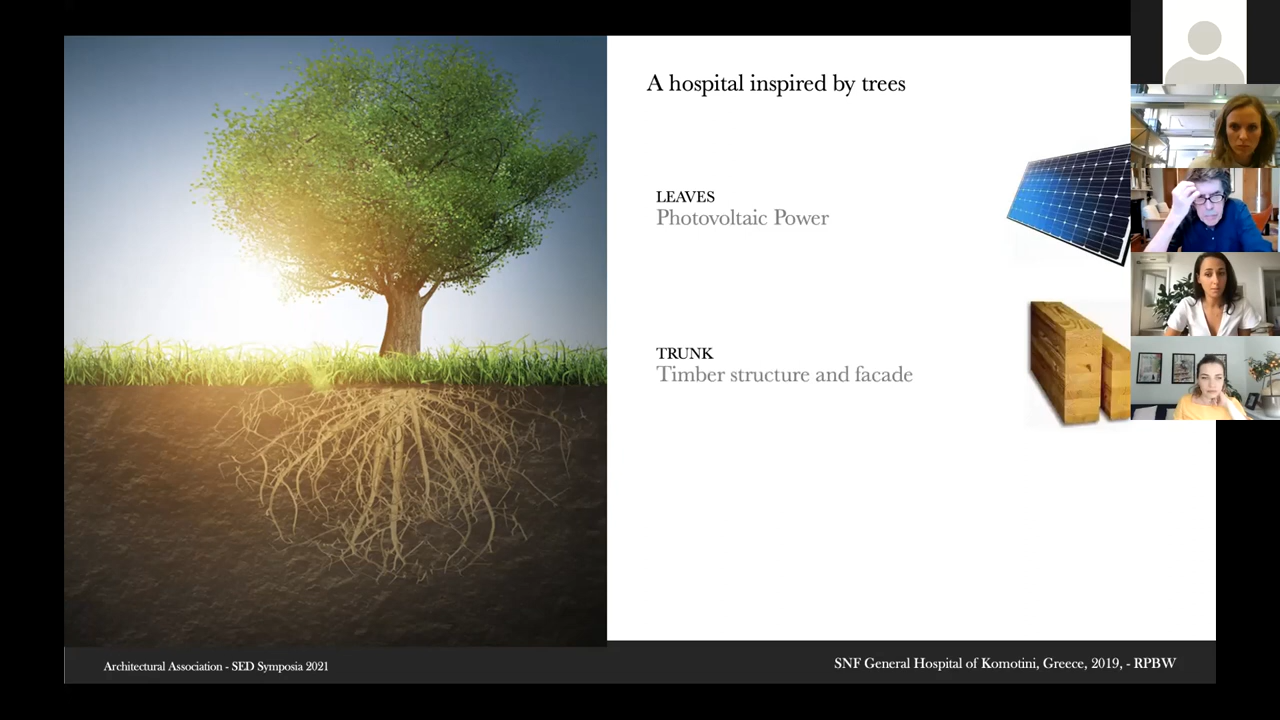 A hospital inspired by trees
LEAVES
Photovoltaic Power
TRUNK
Timber structure and facade
Architectural Association - SED Symposia 2021
SNF General Hospital of Komotini, Greece, 2019, - RPBW